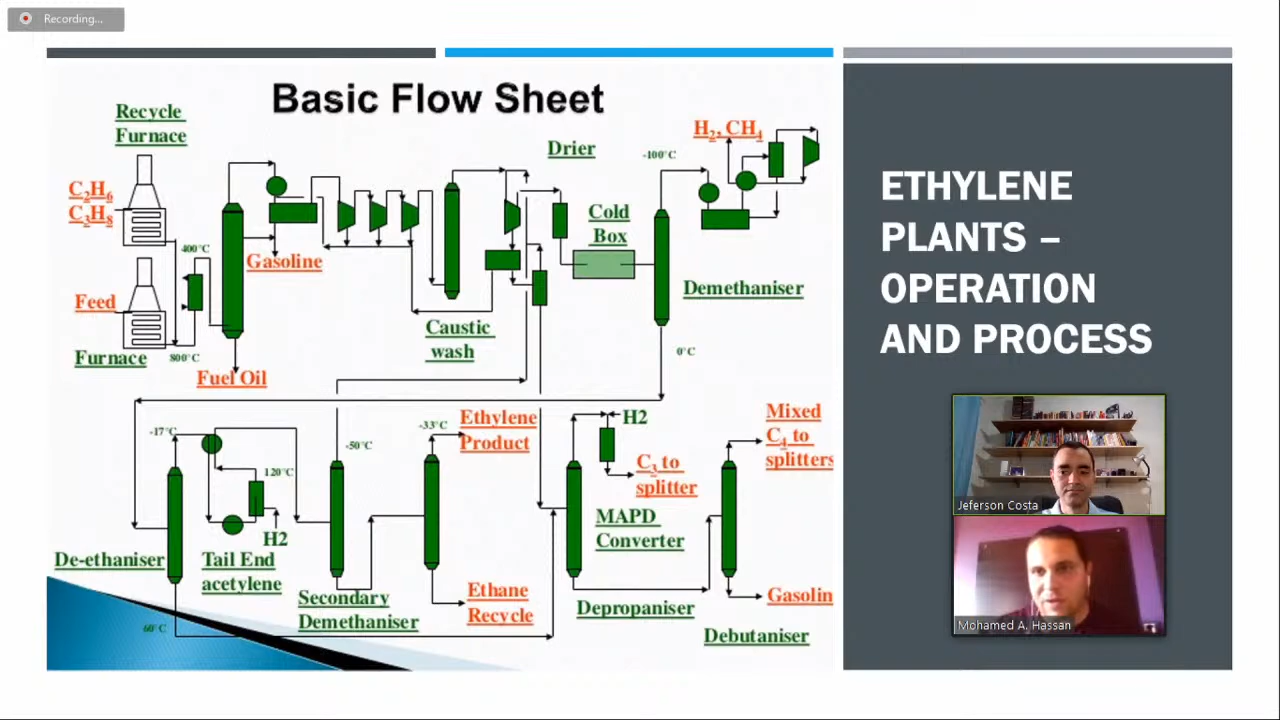 Recording...
Basic Flow Sheet
Recycle
Furnace
C₂H₆
C₃H₈
400°C
Gasoline
Feed
Furnace
800°C
Fuel Oil
Caustic
wash
Drier
Cold
Box
-100°C
H₂, CH₄
Demethaniser
0°C
-17°C
120°C
H2
De-ethaniser
Tail End
acetylene
60°C
-50°C
Secondary
Demethaniser
-33°C
Ethylene
Product
Ethane
Recycle
H2
C₃ to
splitter
MAPD
Converter
Depropaniser
Mixed
C₄ to
splitters
Gasolin
Debutaniser
ETHYLENE
PLANTS –
OPERATION
AND PROCESS
Jeferson Costa
Mohamed A. Hassan